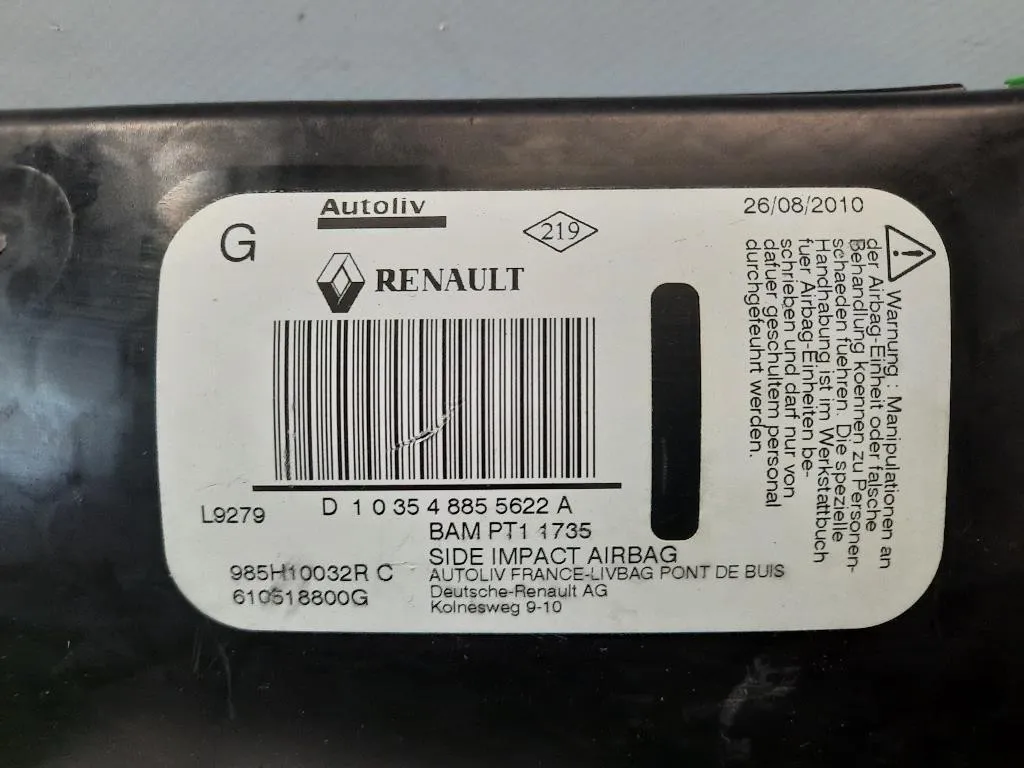 Autoliv
26/08/2010
G
219
RENAULT
Warnung : Manipulationen an
der Airbag-Einheit oder falsche
Behandlung koennen zu Personen-
schaeden fuehren. Die spezielle
Handhabung ist im Werkstattbuch
fuer Airbag-Einheiten be-
schrieben und darf nur von
dafuer geschultem personal
durchgefeuhrt werden.
D 1 0 35 4 885 5622 A
L9279
BAM PT1 1735
SIDE IMPACT AIRBAG
985H10032R C
AUTOLIV FRANCE-LIVBAG PONT DE BUIS
610518800G
Deutsche-Renault AG
Kolnesweg 9-10